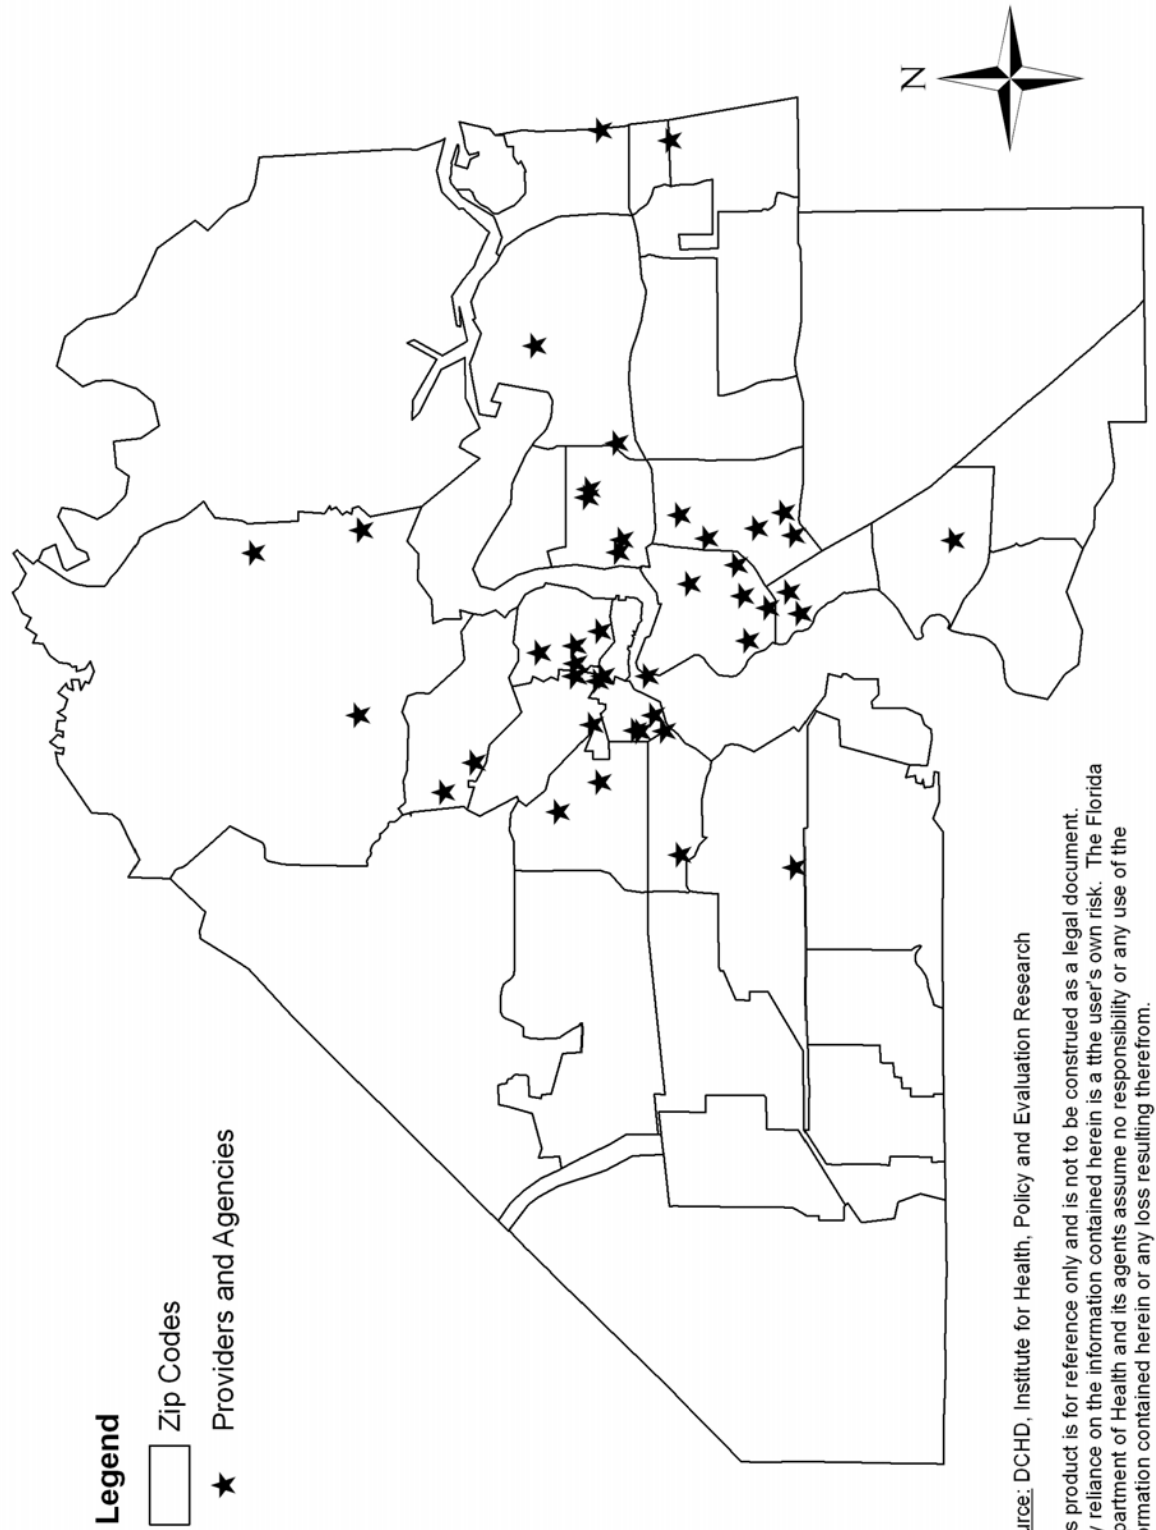 N
Legend
Zip Codes
Providers and Agencies
urce: DCHD, Institute for Health, Policy and Evaluation Research
s product is for reference only and is not to be construed as a legal document.
y reliance on the information contained herein is a tthe user's own risk. The Florida
partment of Health and its agents assume no responsibility or any use of the
ormation contained herein or any loss resulting therefrom.